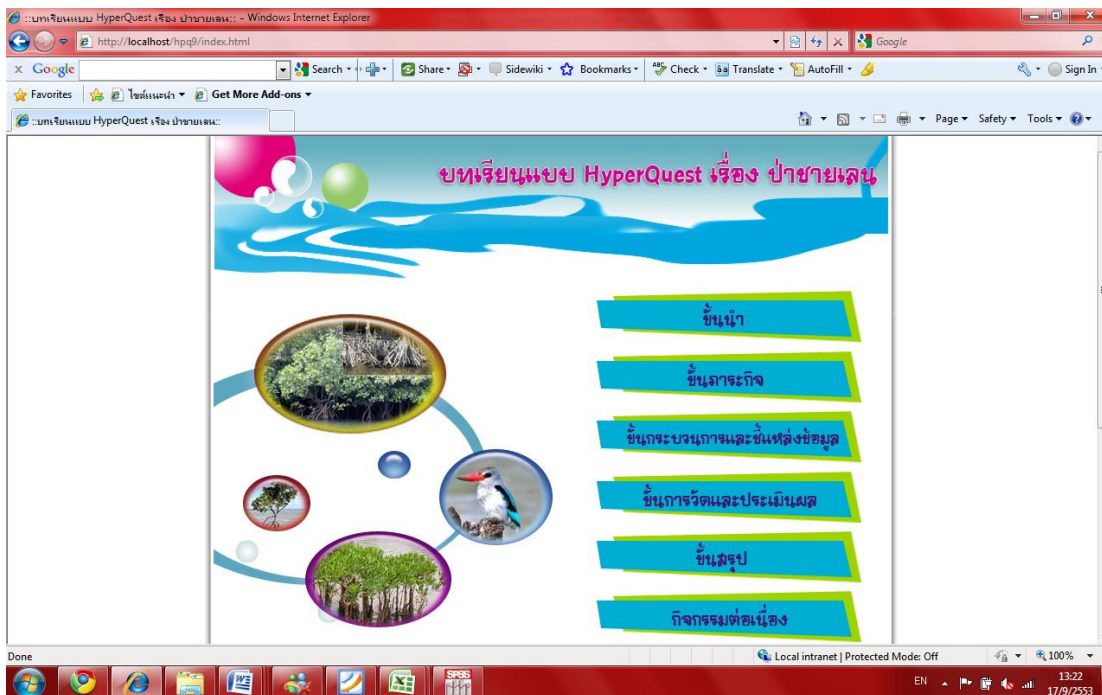 ::บทเรียนแบบ HyperQuest เรื่อง ป่าชายเลน:: - Windows Internet Explorer
http://localhost/hpq9/index.html
Google
x Google Search Share Sidewiki Bookmarks Check Translate AutoFill Sign In
Favorites ไซต์แนะนำ Get More Add-ons
::บทเรียนแบบ HyperQuest เรื่อง ป่าชายเลน:: Page Safety Tools
บทเรียนแบบ HyperQuest เรื่อง ป่าชายเลน
ขั้นนำ
ขั้นภาระกิจ
ขั้นกระบวนการและชี้แหล่งข้อมูล
ขั้นการวัดและประเมินผล
ขั้นสรุป
กิจกรรมต่อเนื่อง
Done Local intranet | Protected Mode: Off 100%
SPSS
EN 13:22
17/9/2553